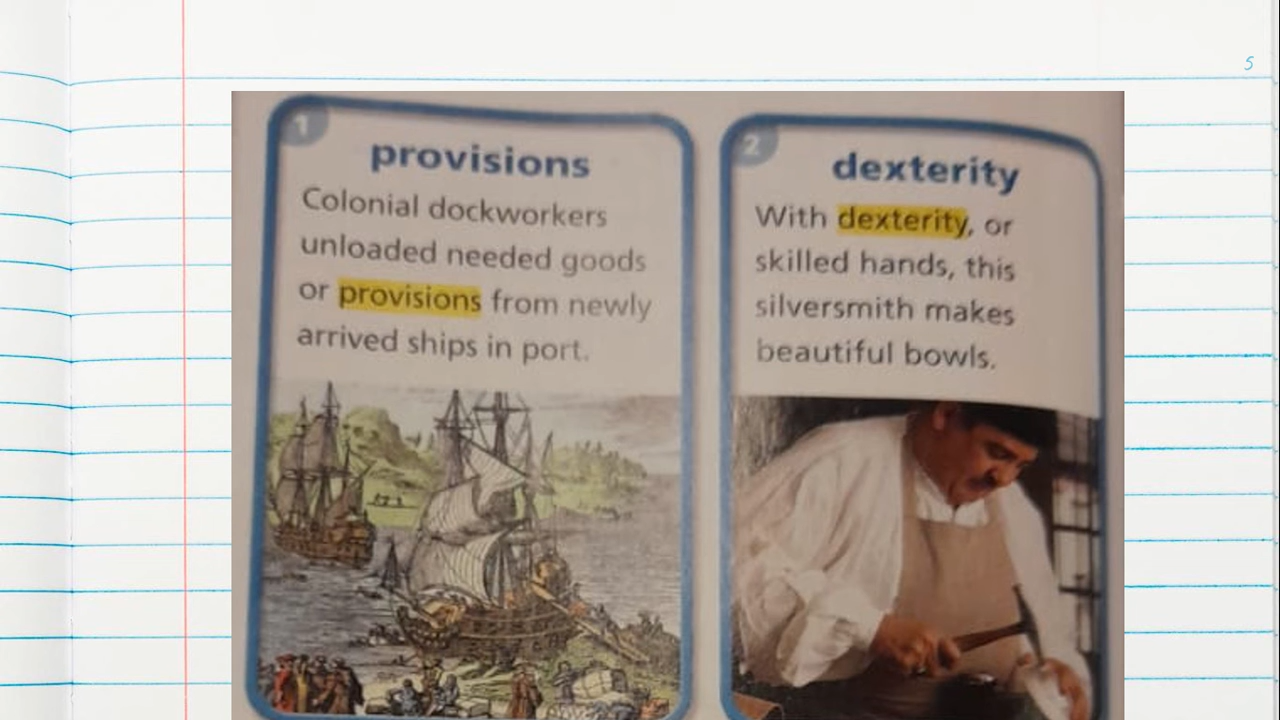 5
1
provisions
Colonial dockworkers
unloaded needed goods
or provisions from newly
arrived ships in port.
2
dexterity
With dexterity, or
skilled hands, this
silversmith makes
beautiful bowls.